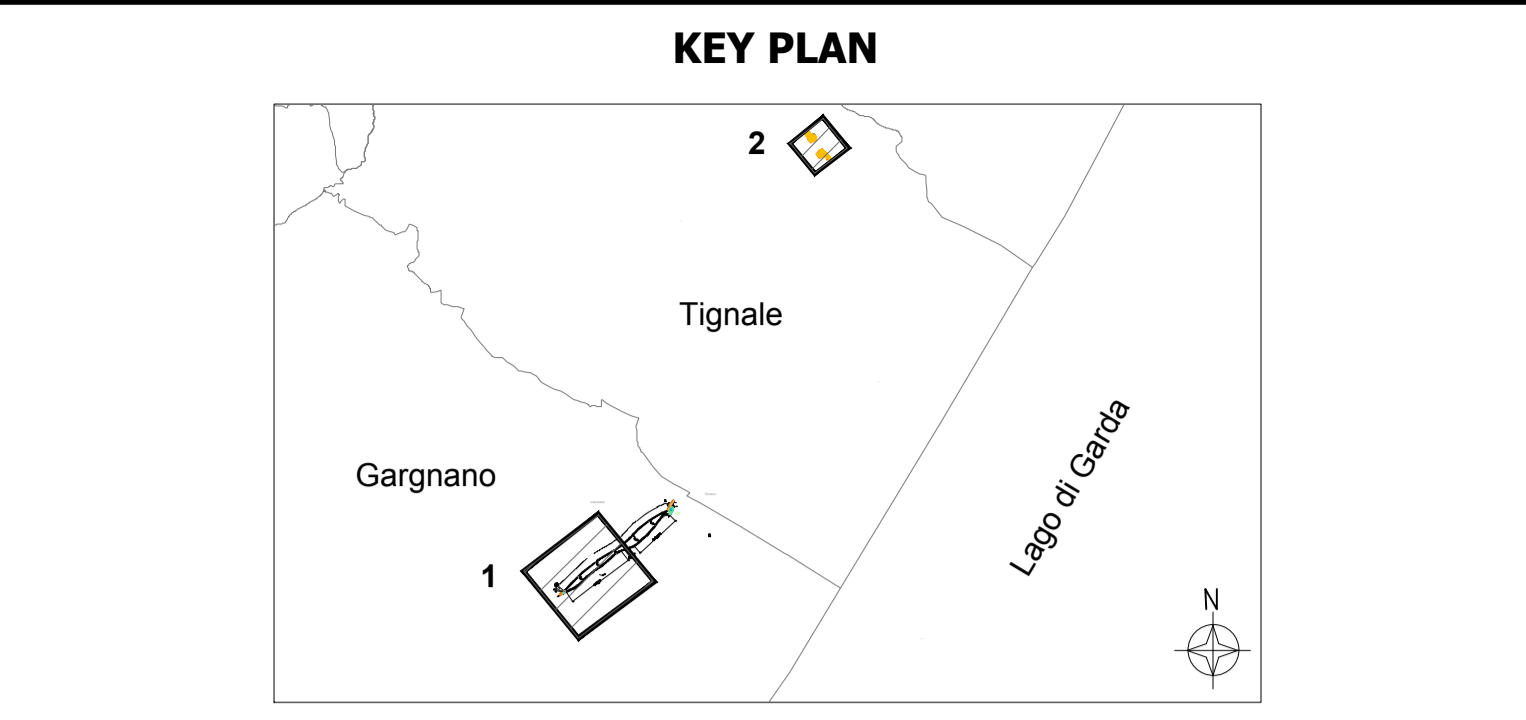 KEY PLAN
2
Tignale
Gargnano
Lago di Garda
1
N